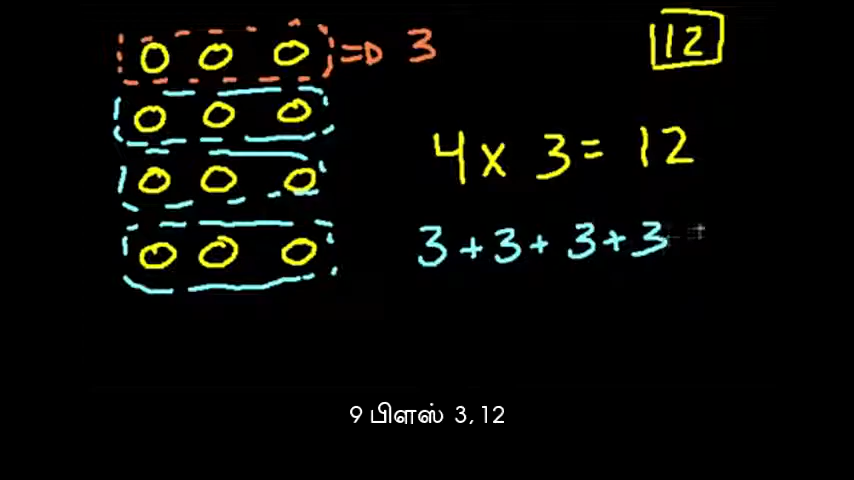 ⇒ 3
12
4 x 3 = 12
3 + 3 + 3 + 3
9 பிளஸ் 3,12